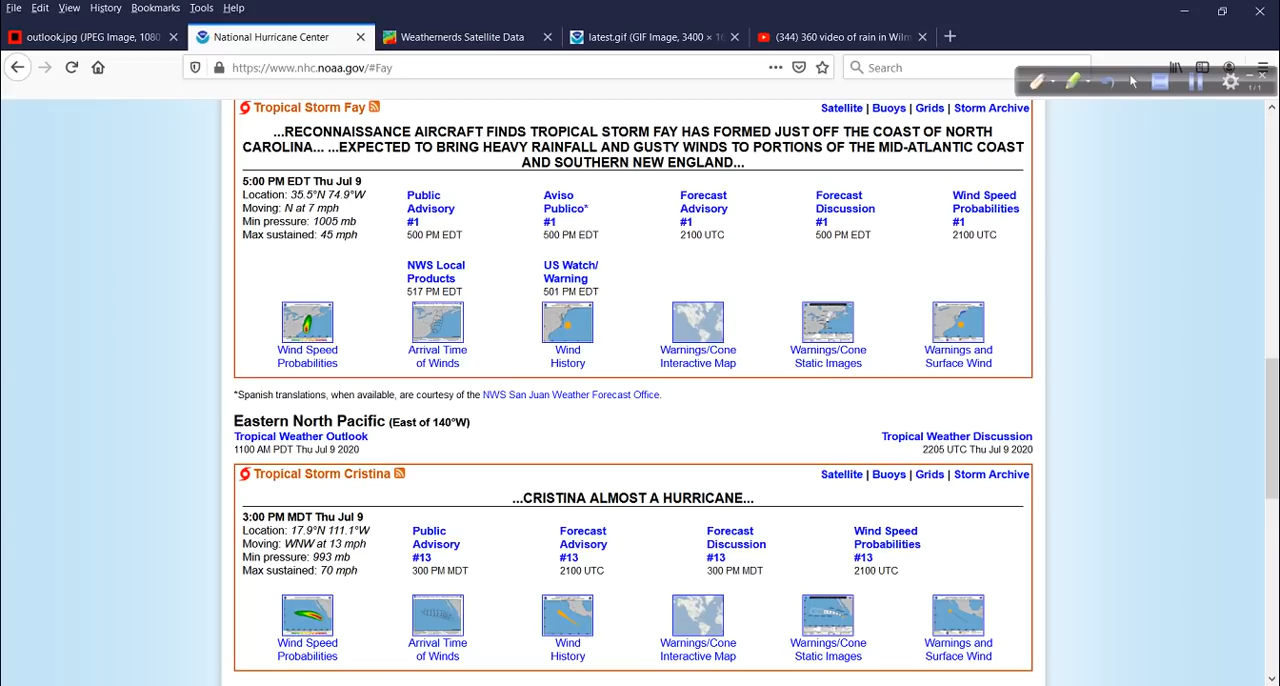 File Edit View History Bookmarks Tools Help
outlook.jpg (JPEG Image, 1080
National Hurricane Center
Weathernerds Satellite Data
latest.gif (GIF Image, 3400 × 16
(344) 360 video of rain in Wilm
https://www.nhc.noaa.gov/#Fay
Search
1/1
Tropical Storm Fay
Satellite | Buoys | Grids | Storm Archive
...RECONNAISSANCE AIRCRAFT FINDS TROPICAL STORM FAY HAS FORMED JUST OFF THE COAST OF NORTH
CAROLINA... ...EXPECTED TO BRING HEAVY RAINFALL AND GUSTY WINDS TO PORTIONS OF THE MID-ATLANTIC COAST
AND SOUTHERN NEW ENGLAND...
5:00 PM EDT Thu Jul 9
Location: 35.5°N 74.9°W
Moving: N at 7 mph
Min pressure: 1005 mb
Max sustained: 45 mph
Public
Advisory
#1
500 PM EDT
Aviso
Publico*
#1
500 PM EDT
Forecast
Advisory
#1
2100 UTC
Forecast
Discussion
#1
500 PM EDT
Wind Speed
Probabilities
#1
2100 UTC
NWS Local
Products
517 PM EDT
US Watch/
Warning
501 PM EDT
Wind Speed
Probabilities
Arrival Time
of Winds
Wind
History
Warnings/Cone
Interactive Map
Warnings/Cone
Static Images
Warnings and
Surface Wind
*Spanish translations, when available, are courtesy of the NWS San Juan Weather Forecast Office.
Eastern North Pacific (East of 140°W)
Tropical Weather Outlook
1100 AM PDT Thu Jul 9 2020
Tropical Weather Discussion
2205 UTC Thu Jul 9 2020
Tropical Storm Cristina
Satellite | Buoys | Grids | Storm Archive
...CRISTINA ALMOST A HURRICANE...
3:00 PM MDT Thu Jul 9
Location: 17.9°N 111.1°W
Moving: WNW at 13 mph
Min pressure: 993 mb
Max sustained: 70 mph
Public
Advisory
#13
300 PM MDT
Forecast
Advisory
#13
2100 UTC
Forecast
Discussion
#13
300 PM MDT
Wind Speed
Probabilities
#13
2100 UTC
Wind Speed
Probabilities
Arrival Time
of Winds
Wind
History
Warnings/Cone
Interactive Map
Warnings/Cone
Static Images
Warnings and
Surface Wind